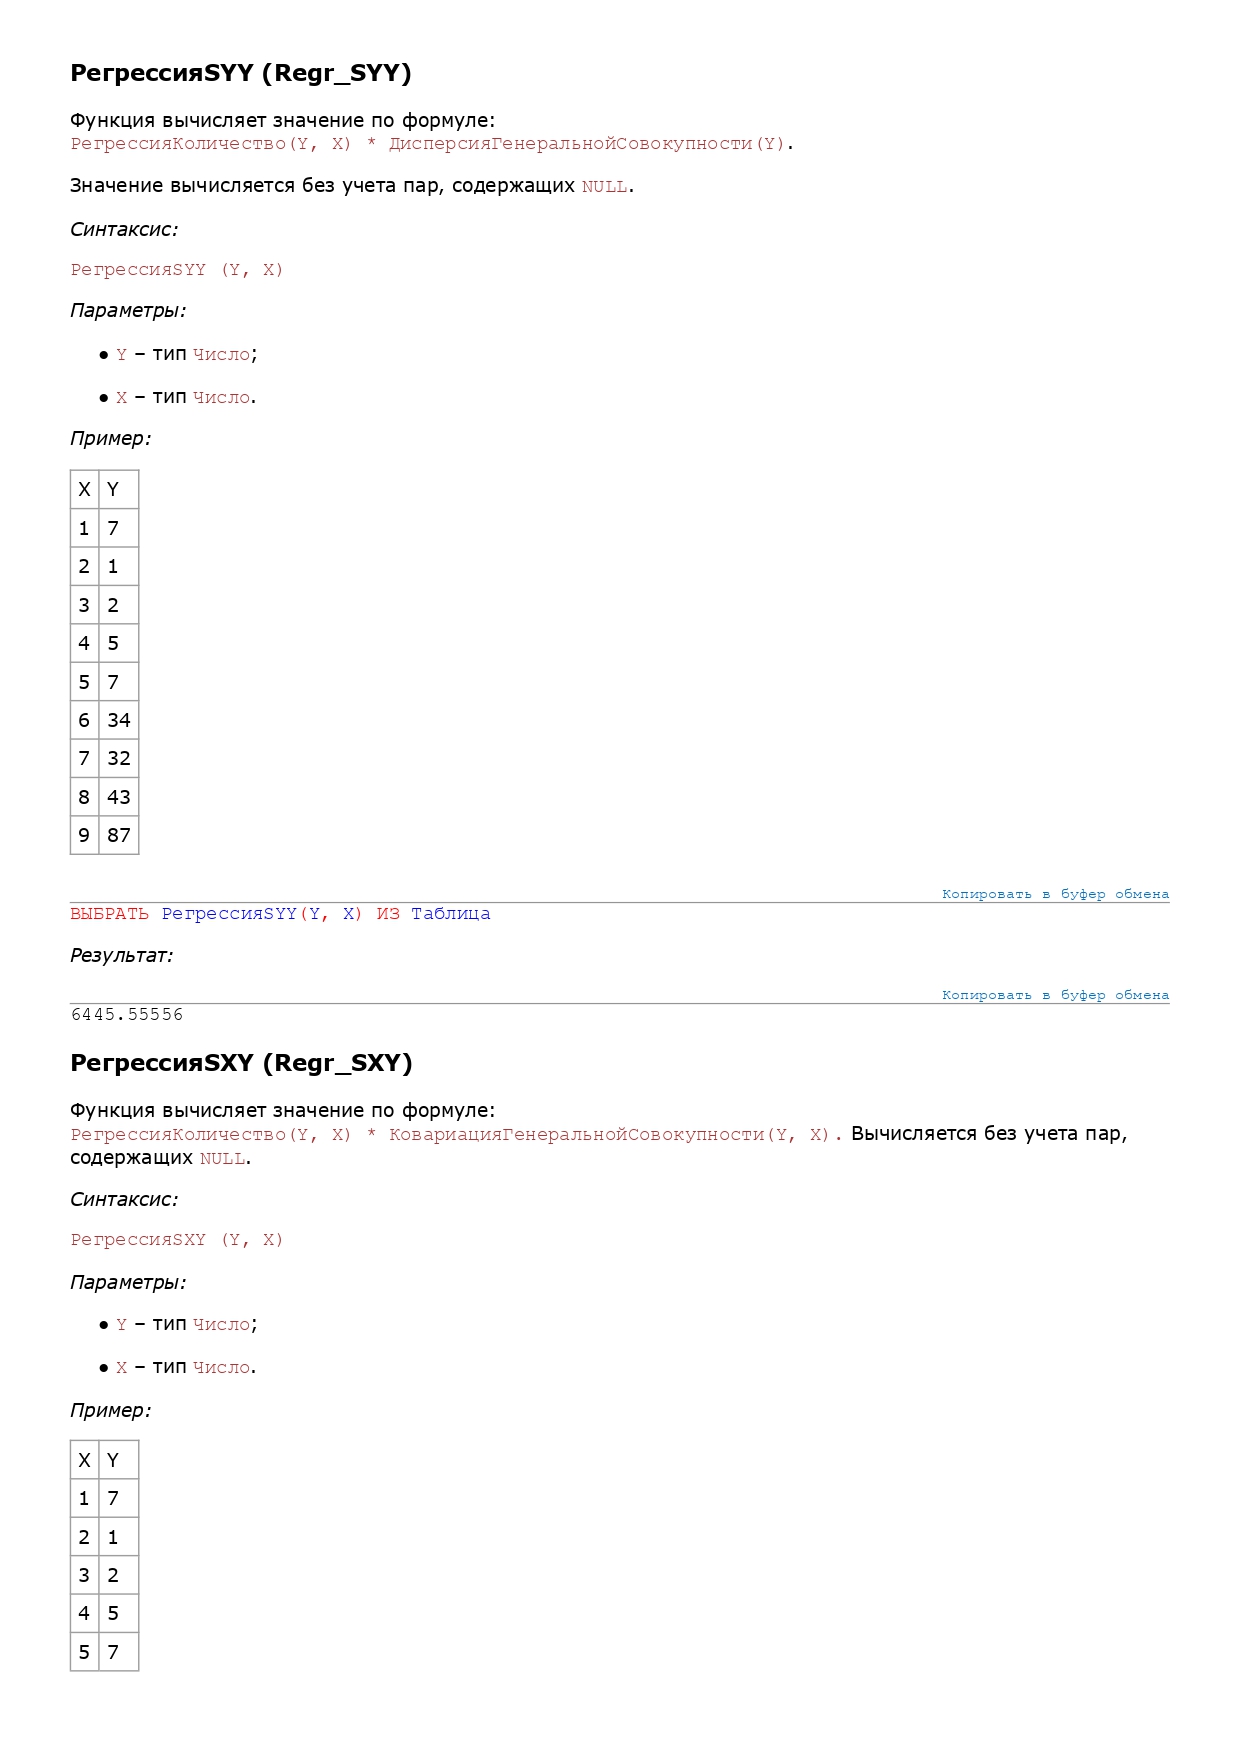 РегрессияSYY (Regr_SYY)
Функция вычисляет значение по формуле:
РегрессияКоличество(Y, X) * ДисперсияГенеральнойСовокупности(Y).
Значение вычисляется без учета пар, содержащих NULL.
Синтаксис:
РегрессияSYY (Y, X)
Параметры:
● Y – тип Число;
● X – тип Число.
Пример:
X Y
1 7
2 1
3 2
4 5
5 7
6 34
7 32
8 43
9 87
Копировать в буфер обмена
ВЫБРАТЬ РегрессияSYY(Y, X) ИЗ Таблица
Результат:
Копировать в буфер обмена
6445.55556
РегрессияSXY (Regr_SXY)
Функция вычисляет значение по формуле:
РегрессияКоличество(Y, X) * КовариацияГенеральнойСовокупности(Y, X). Вычисляется без учета пар,
содержащих NULL.
Синтаксис:
РегрессияSXY (Y, X)
Параметры:
● Y – тип Число;
● X – тип Число.
Пример:
X Y
1 7
2 1
3 2
4 5
5 7